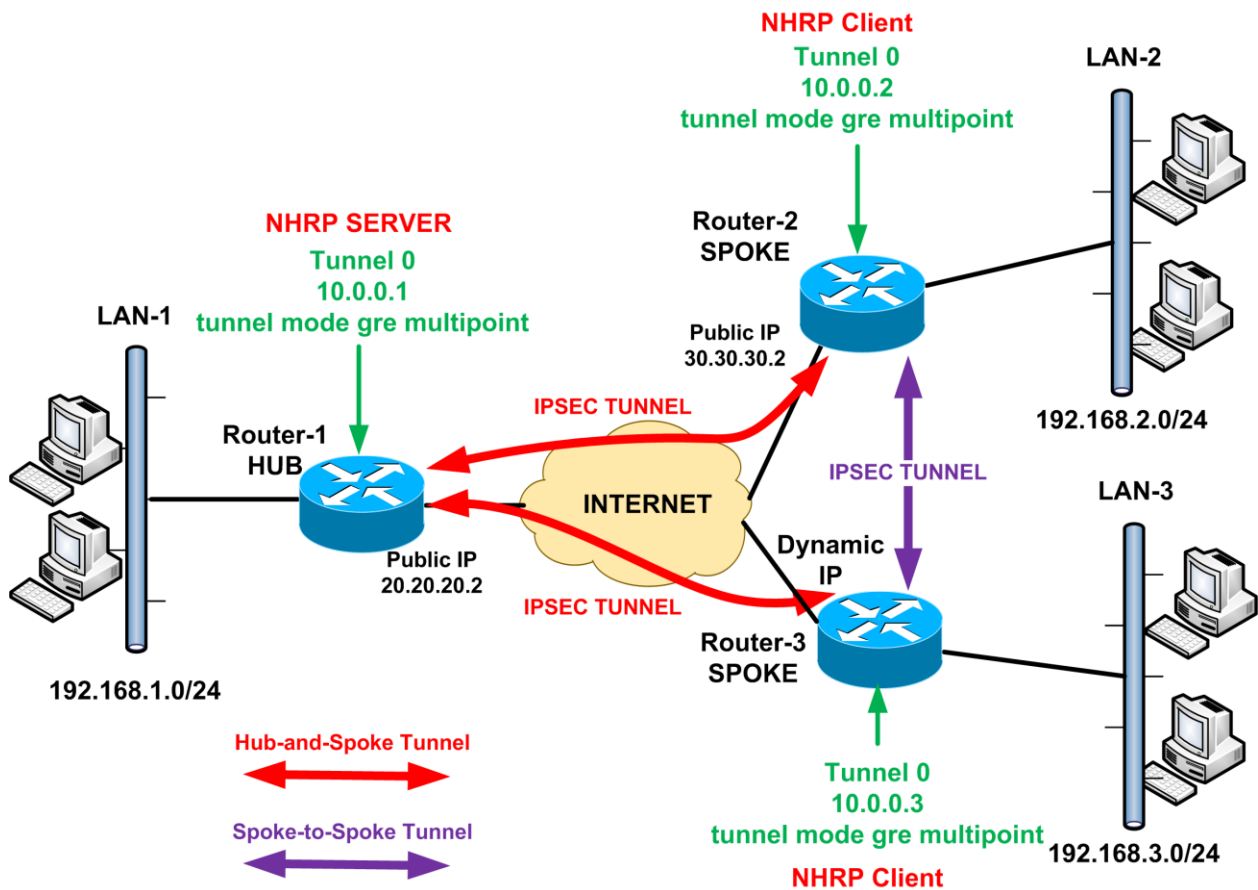 NHRP Client
Tunnel 0
10.0.0.2
tunnel mode gre multipoint
LAN-2
NHRP SERVER
Tunnel 0
10.0.0.1
tunnel mode gre multipoint
Router-2
SPOKE
LAN-1
Public IP
30.30.30.2
192.168.2.0/24
IPSEC TUNNEL
Router-1
HUB
IPSEC TUNNEL
INTERNET
LAN-3
Public IP
20.20.20.2
Dynamic
IP
IPSEC TUNNEL
Router-3
SPOKE
192.168.1.0/24
Hub-and-Spoke Tunnel
Tunnel 0
10.0.0.3
tunnel mode gre multipoint
Spoke-to-Spoke Tunnel
192.168.3.0/24
NHRP Client